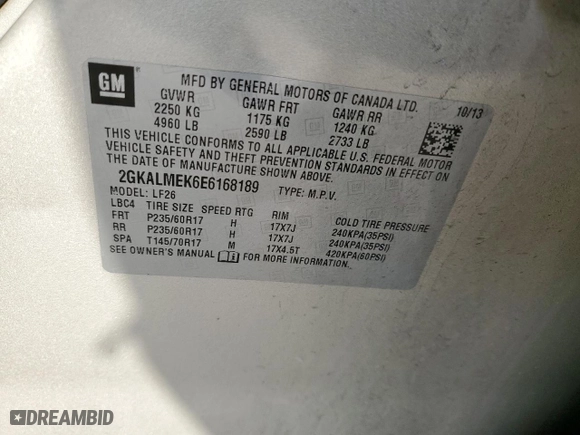 GM
MFD BY GENERAL MOTORS OF CANADA LTD.
10/13
GVWR GAWR FRT GAWR RR
2250 KG 1175 KG 1240 KG
4960 LB 2590 LB 2733 LB
THIS VEHICLE CONFORMS TO ALL APPLICABLE U.S. FEDERAL MOTOR
VEHICLE SAFETY AND THEFT PREVENTION STANDARDS IN EFFECT ON
THE DATE OF MANUFACTURE SHOWN ABOVE.
2GKALMEK6E6168189 TYPE: M.P.V.
MODEL: LF26
LBC4 TIRE SIZE SPEED RTG RIM COLD TIRE PRESSURE
FRT P235/60R17 H 17X7J 240KPA(35PSI)
RR P235/60R17 H 17X7J 240KPA(35PSI)
SPA T145/70R17 M 17X4.5T 420KPA(60PSI)
SEE OWNER'S MANUAL FOR MORE INFORMATION.
DREAMBID